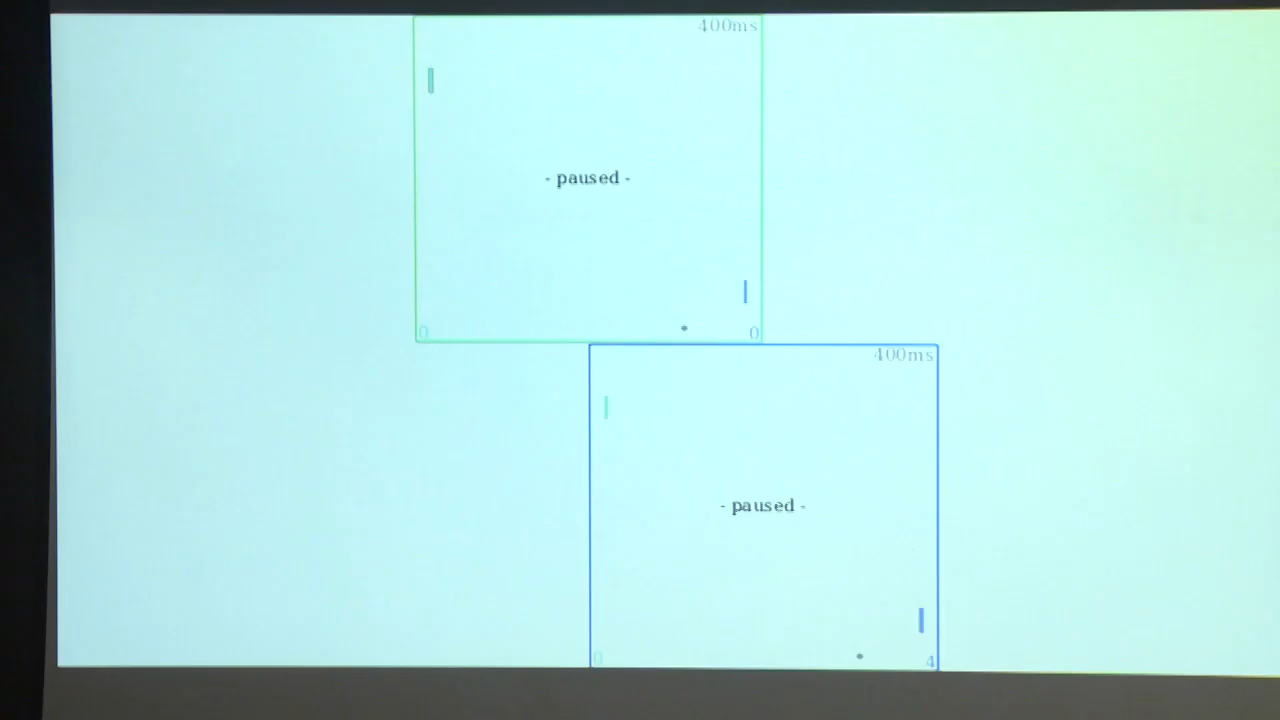 400ms
- paused -
0 0
400ms
- paused -
0 4